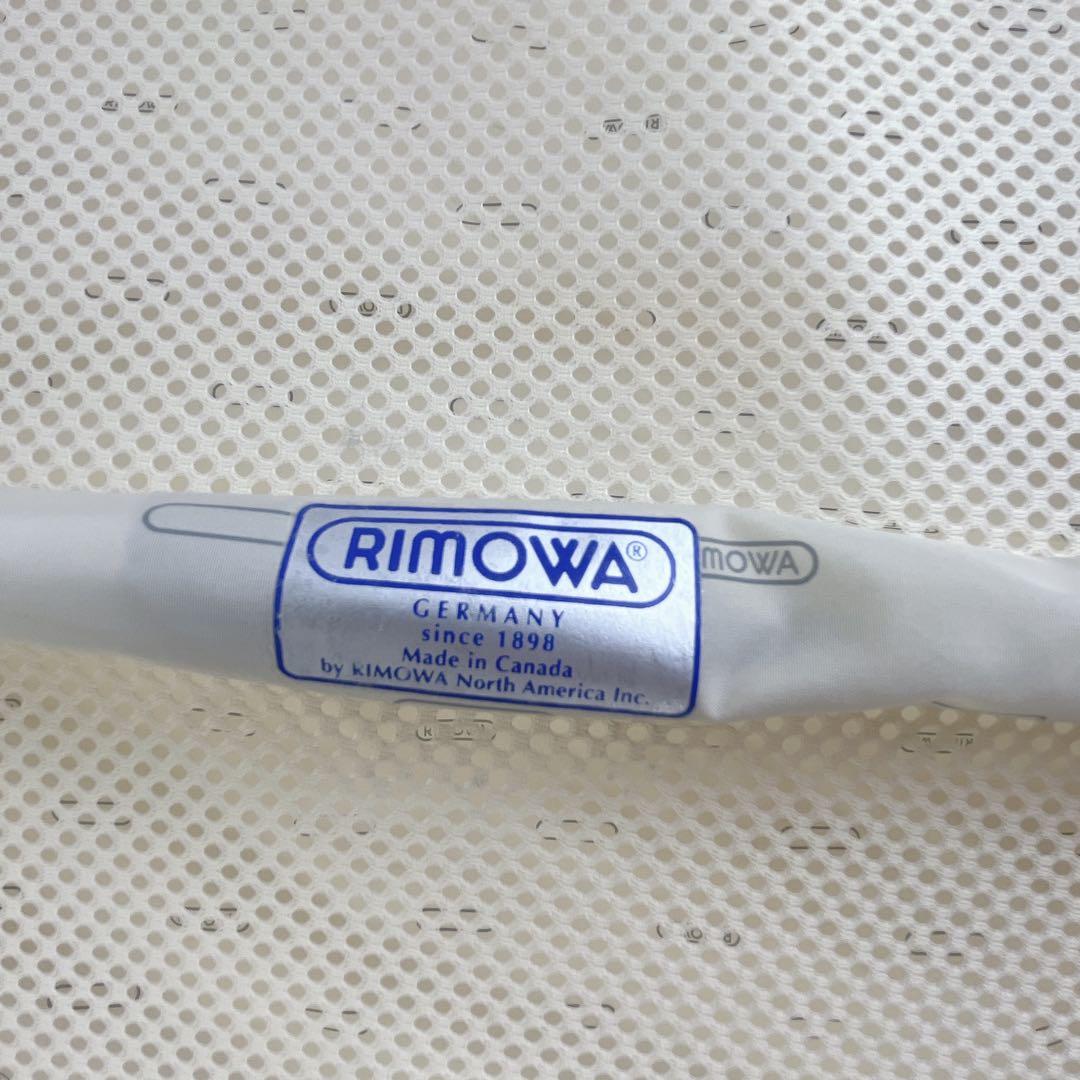 RIMOWA®
GERMANY
since 1898
Made in Canada
by RIMOWA North America Inc.
MOWA